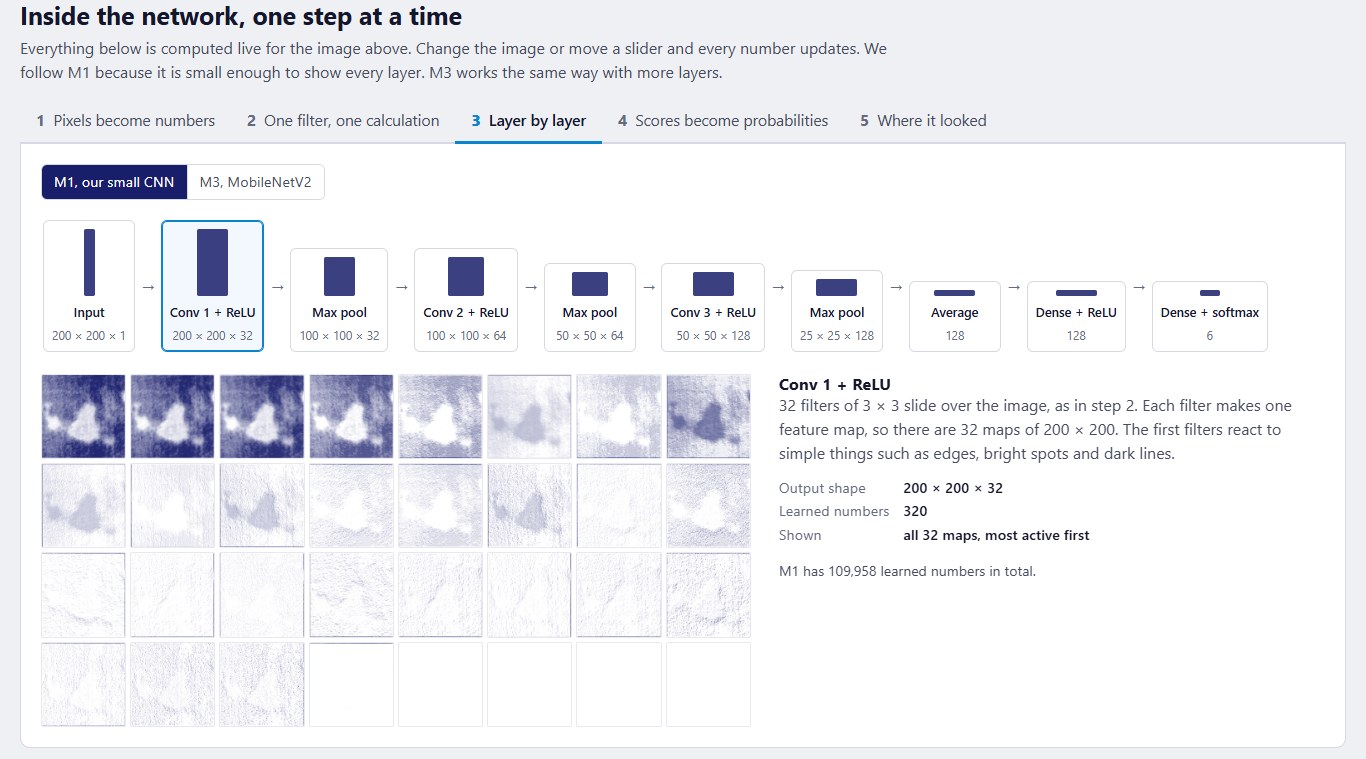 Inside the network, one step at a time
Everything below is computed live for the image above. Change the image or move a slider and every number updates. We
follow M1 because it is small enough to show every layer. M3 works the same way with more layers.
1 Pixels become numbers 2 One filter, one calculation 3 Layer by layer 4 Scores become probabilities 5 Where it looked
M1, our small CNN M3, MobileNetV2
→ → → → → → → → →
Input Conv 1 + ReLU Max pool Conv 2 + ReLU Max pool Conv 3 + ReLU Max pool Average Dense + ReLU Dense + softmax
200 × 200 × 1 200 × 200 × 32 100 × 100 × 32 100 × 100 × 64 50 × 50 × 64 50 × 50 × 128 25 × 25 × 128 128 128 6
Conv 1 + ReLU
32 filters of 3 × 3 slide over the image, as in step 2. Each filter makes one
feature map, so there are 32 maps of 200 × 200. The first filters react to
simple things such as edges, bright spots and dark lines.
Output shape 200 × 200 × 32
Learned numbers 320
Shown all 32 maps, most active first
M1 has 109,958 learned numbers in total.